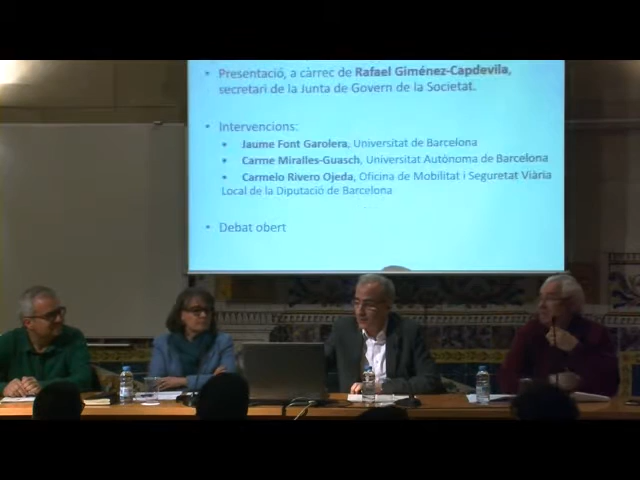 • Presentació, a càrrec de Rafael Giménez-Capdevila,
secretari de la Junta de Govern de la Societat.
• Intervencions:
• Jaume Font Garolera, Universitat de Barcelona
• Carme Miralles-Guasch, Universitat Autònoma de Barcelona
• Carmelo Rivero Ojeda, Oficina de Mobilitat i Seguretat Viària
Local de la Diputació de Barcelona
• Debat obert